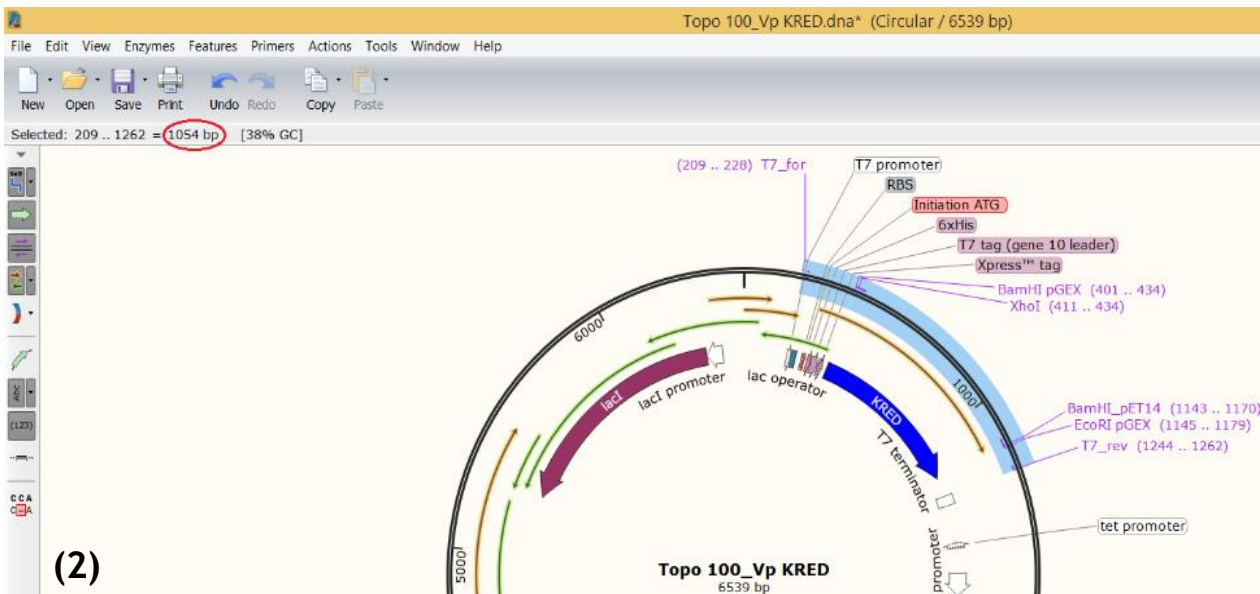 Topo 100_Vp KRED.dna* (Circular / 6539 bp)
File Edit View Enzymes Features Primers Actions Tools Window Help
New Open Save Print Undo Redo Copy Paste
Selected: 209 .. 1262 = 1054 bp [38% GC]
(209 .. 228) T7_for
T7 promoter
RBS
Initiation ATG
6xHis
T7 tag (gene 10 leader)
Xpress™ tag
BamHI pGEX (401 .. 434)
XhoI (411 .. 434)
6000
lacI
lacI promoter
lac operator
KRED
1000
BamHI_pET14 (1143 .. 1170)
EcoRI pGEX (1145 .. 1179)
T7_rev (1244 .. 1262)
T7 terminator
tet promoter
promoter
5000
(123)
CCA
(2)
Topo 100_Vp KRED
6539 bp